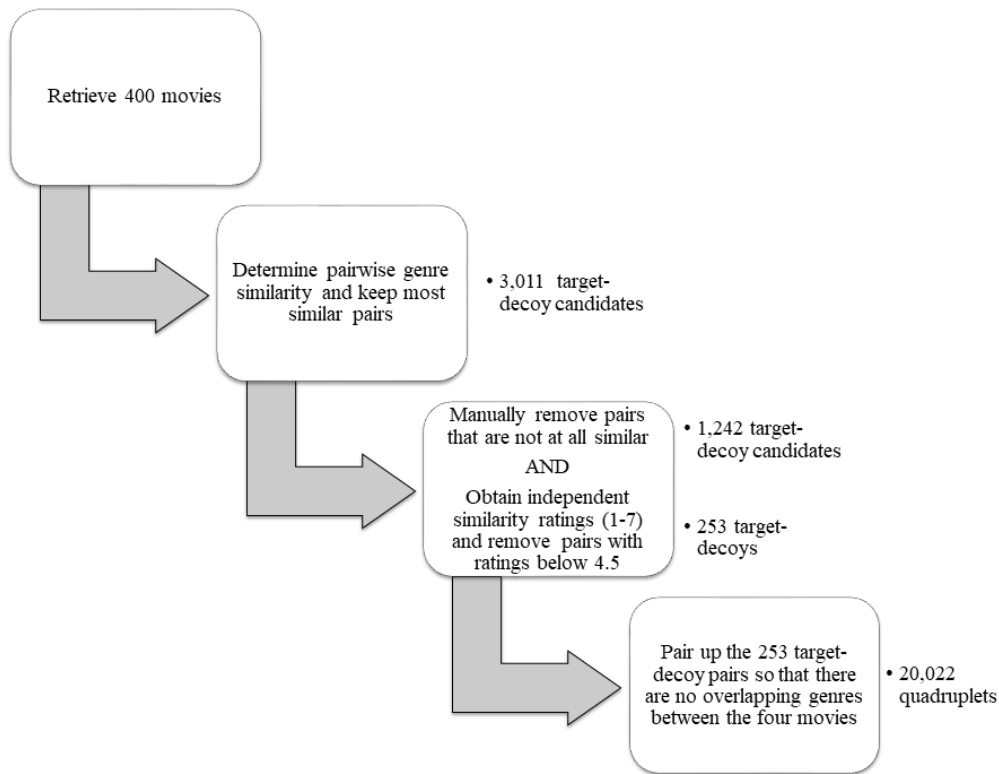 Retrieve 400 movies
Determine pairwise genre
similarity and keep most
similar pairs
• 3,011 target-
decoy candidates
Manually remove pairs
that are not at all similar
AND
Obtain independent
similarity ratings (1-7)
and remove pairs with
ratings below 4.5
• 1,242 target-
decoy candidates
• 253 target-
decoys
Pair up the 253 target-
decoy pairs so that there
are no overlapping genres
between the four movies
• 20,022
quadruplets